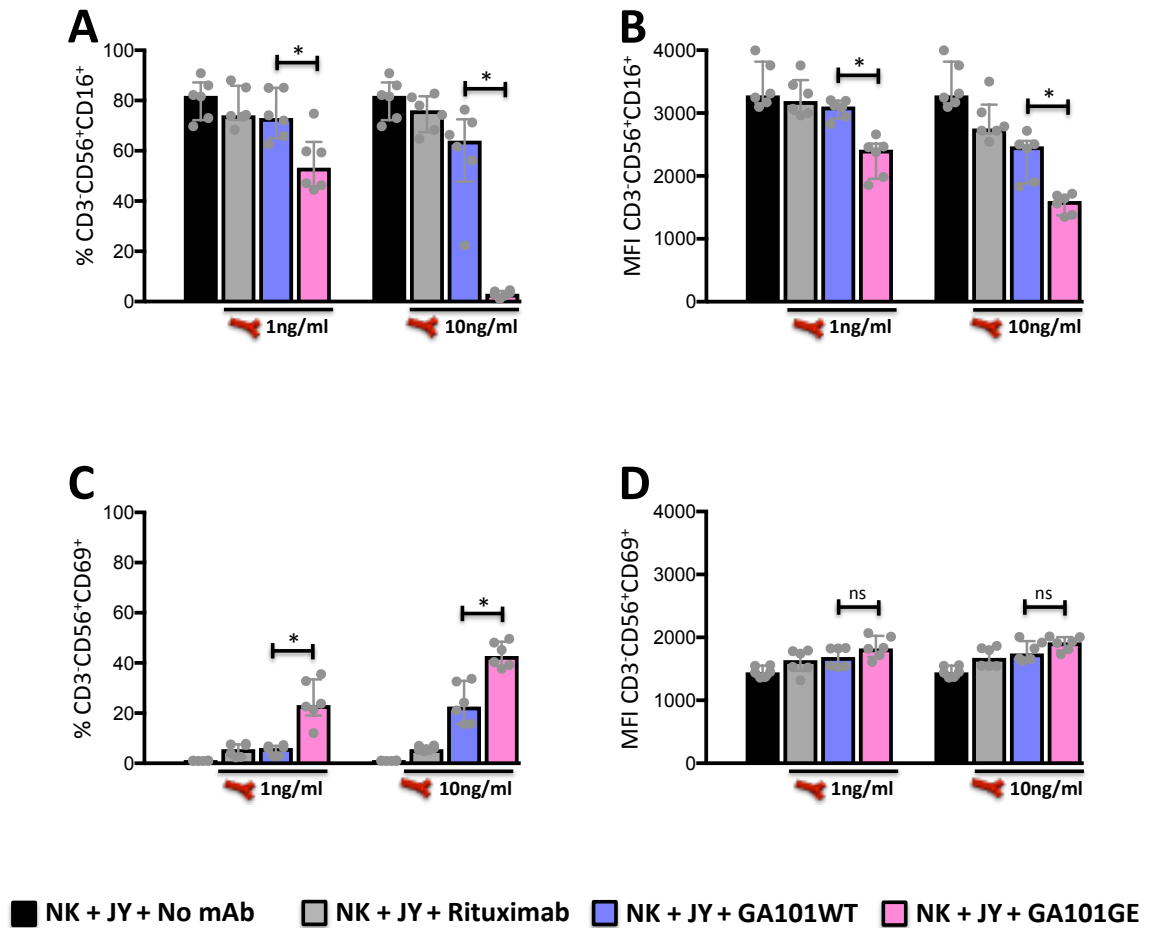 A
% CD3⁻CD56⁺CD16⁺
100
80
60
40
20
0
*
*
1ng/ml
10ng/ml
B
MFI CD3⁻CD56⁺CD16⁺
4000
3000
2000
1000
0
*
*
1ng/ml
10ng/ml
C
% CD3⁻CD56⁺CD69⁺
100
80
60
40
20
0
*
*
1ng/ml
10ng/ml
D
MFI CD3⁻CD56⁺CD69⁺
4000
3000
2000
1000
0
ns
ns
1ng/ml
10ng/ml
NK + JY + No mAb
NK + JY + Rituximab
NK + JY + GA101WT
NK + JY + GA101GE